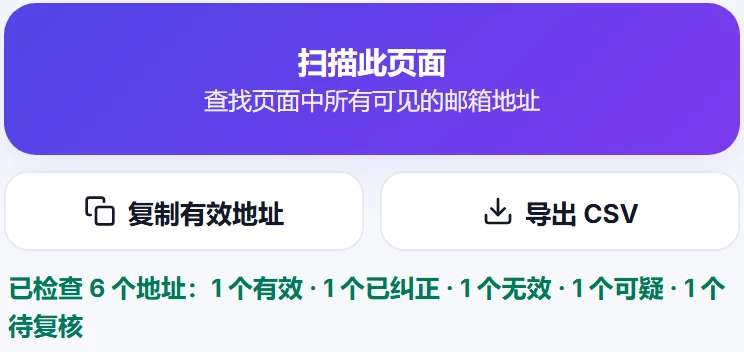 扫描此页面
查找页面中所有可见的邮箱地址
复制有效地址
导出 CSV
已检查 6 个地址：1 个有效 · 1 个已纠正 · 1 个无效 · 1 个可疑 · 1 个
待复核